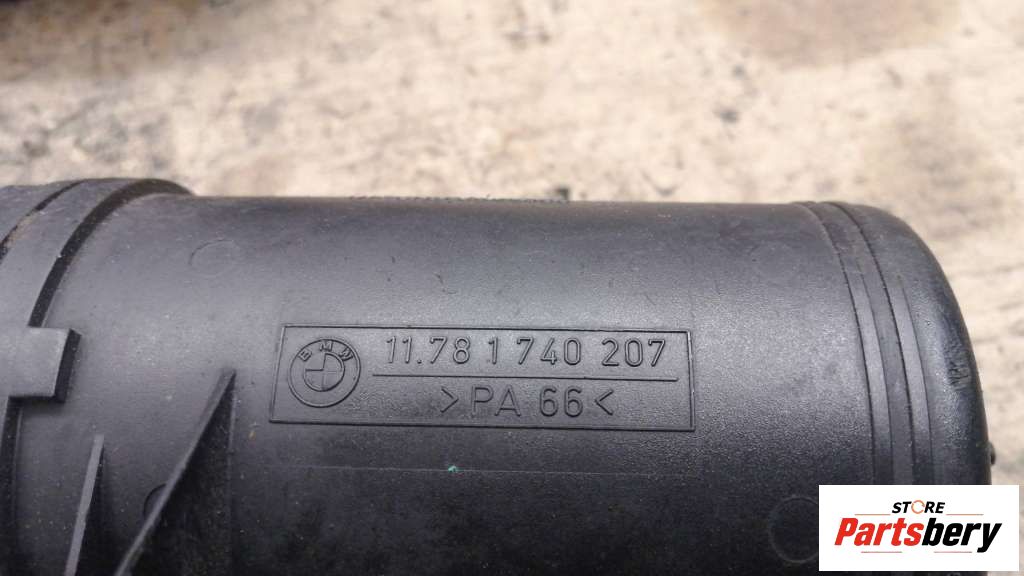 BMW
11.78 1 740 207
>PA 66<
STORE
Partsbery